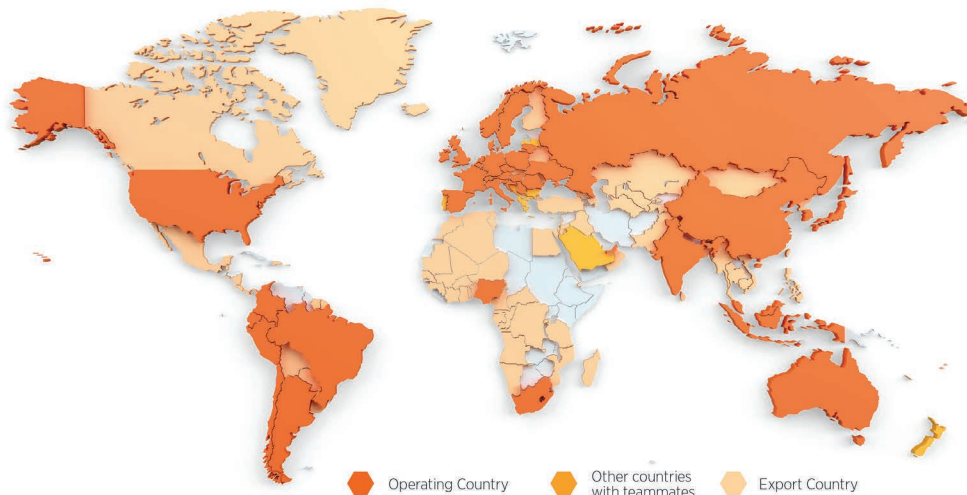 Operating Country
Other countries
with teammates
Export Country